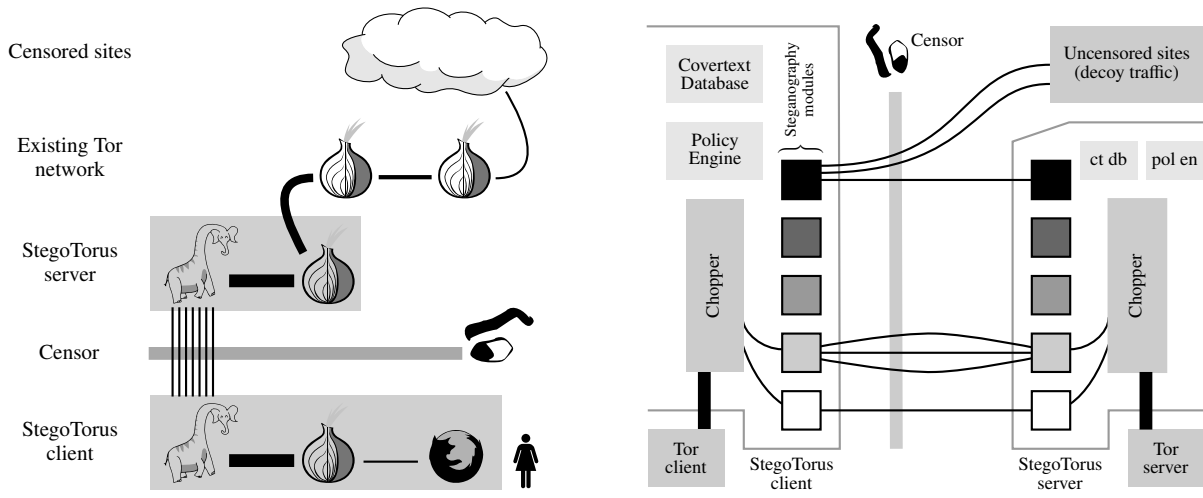 Censored sites
Existing Tor
network
StegoTorus
server
Censor
StegoTorus
client
Covertext
Database
Policy
Engine
Steganography
modules
Censor
Uncensored sites
(decoy traffic)
ct db
pol en
Chopper
Chopper
Tor
client
StegoTorus
client
StegoTorus
server
Tor
server